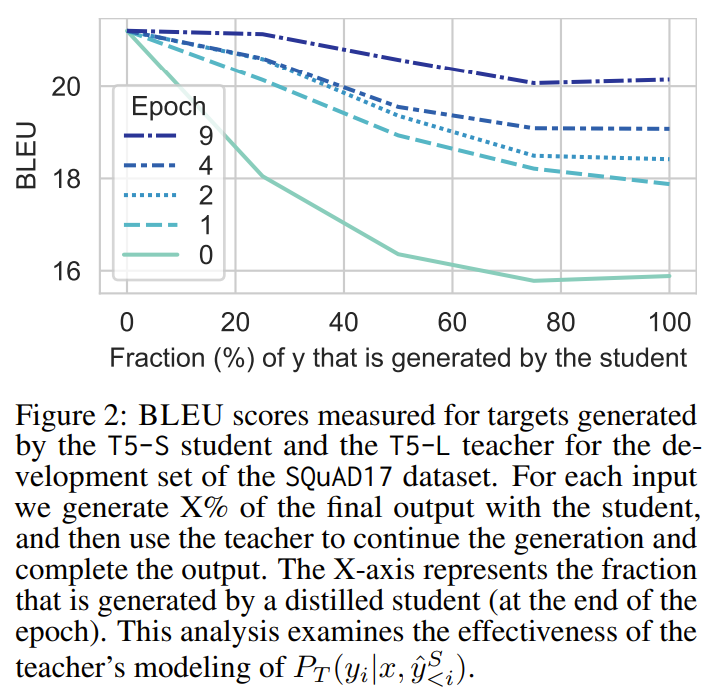 20
18
16
BLEU
Epoch
9
4
2
1
0
0 20 40 60 80 100
Fraction (%) of y that is generated by the student
Figure 2: BLEU scores measured for targets generated
by the T5-S student and the T5-L teacher for the de-
velopment set of the SQuAD17 dataset. For each input
we generate X% of the final output with the student,
and then use the teacher to continue the generation and
complete the output. The X-axis represents the fraction
that is generated by a distilled student (at the end of the
epoch). This analysis examines the effectiveness of the
teacher’s modeling of $P_T(y_i|x, \hat{y}^S_{<i})$.